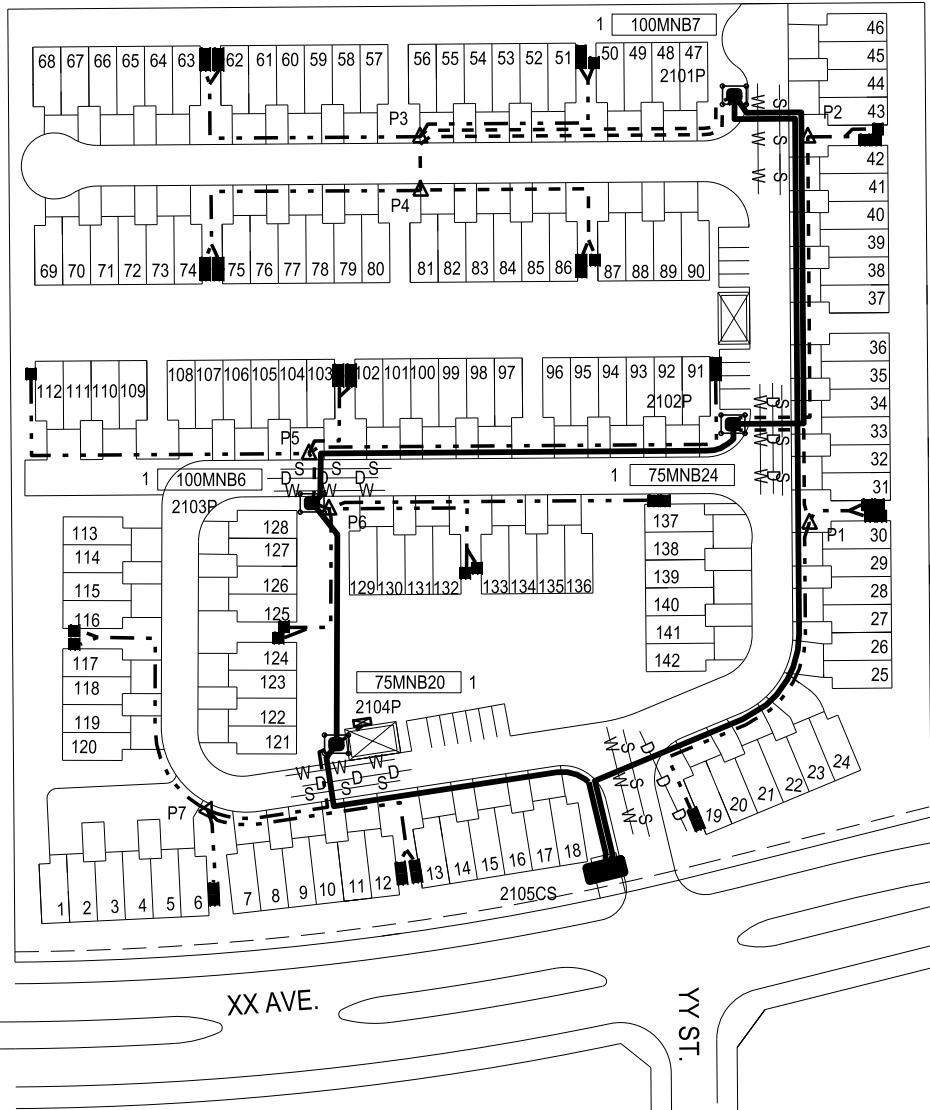 1 100MNB7
46
45
44
43
68 67 66 65 64 63 62 61 60 59 58 57
56 55 54 53 52 51 50 49 48 47
2101P
P3
W S
P2
W S
W S
42
41
40
39
38
37
P4
69 70 71 72 73 74 75 76 77 78 79 80
81 82 83 84 85 86 87 88 89 90
36
35
34
33
32
31
112 111 110 109
108 107 106 105 104 103 102 101 100 99 98 97
96 95 94 93 92 91
2102P
W D S
W D S
W D S
P5
1 100MNB6
S S S
D D D
W W W
1 75MNB24
2103P
P6
P1
113
114
115
116
117
118
119
120
128
127
126
125
124
123
122
121
129 130 131 132 133 134 135 136
137
138
139
140
141
142
30
29
28
27
26
25
75MNB20 1
2104P
W W W
D D D
S S S
W S D
W S D
W S D
P7
1 2 3 4 5 6
7 8 9 10 11 12
13 14 15 16 17 18
19 20 21 22 23 24
2105CS
XX AVE.
YY ST.